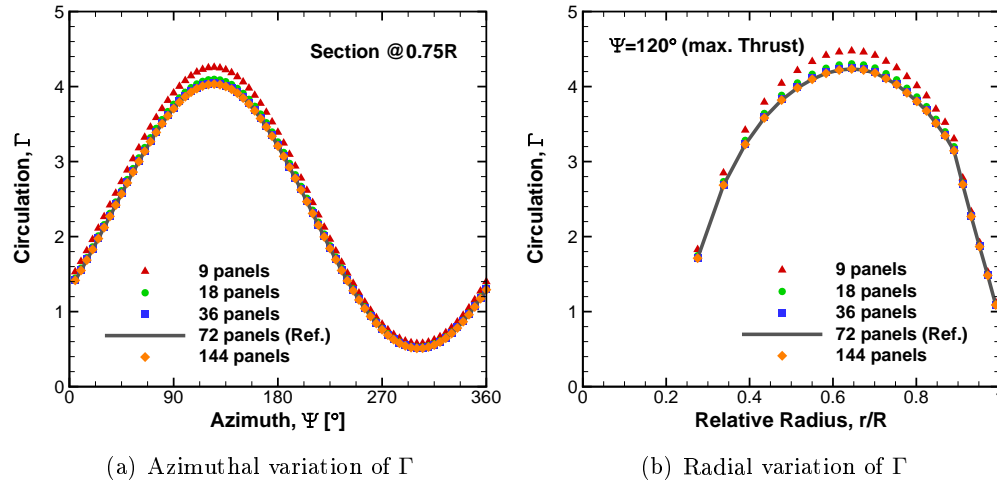 5
4
3
2
1
0
Circulation, Γ
Section @0.75R
9 panels
18 panels
36 panels
72 panels (Ref.)
144 panels
0 90 180 270 360
Azimuth, Ψ [°]
(a) Azimuthal variation of Γ
5
4
3
2
1
0
Circulation, Γ
Ψ=120° (max. Thrust)
9 panels
18 panels
36 panels
72 panels (Ref.)
144 panels
0 0.2 0.4 0.6 0.8
Relative Radius, r/R
(b) Radial variation of Γ